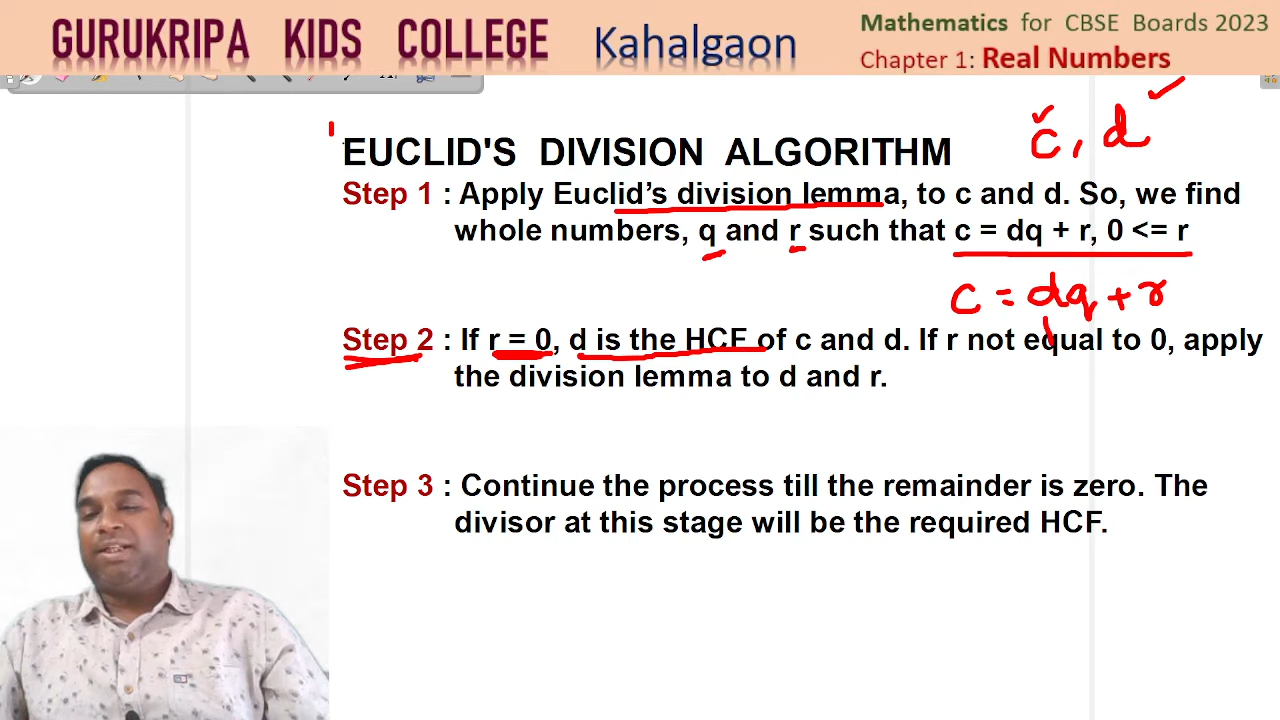 GURUKRIPA KIDS COLLEGE Kahalgaon
Mathematics for CBSE Boards 2023
Chapter 1: Real Numbers
c, d
EUCLID'S DIVISION ALGORITHM
Step 1 : Apply Euclid’s division lemma, to c and d. So, we find
whole numbers, q and r such that c = dq + r, 0 <= r
c = dq + r
Step 2 : If r = 0, d is the HCF of c and d. If r not equal to 0, apply
the division lemma to d and r.
Step 3 : Continue the process till the remainder is zero. The
divisor at this stage will be the required HCF.